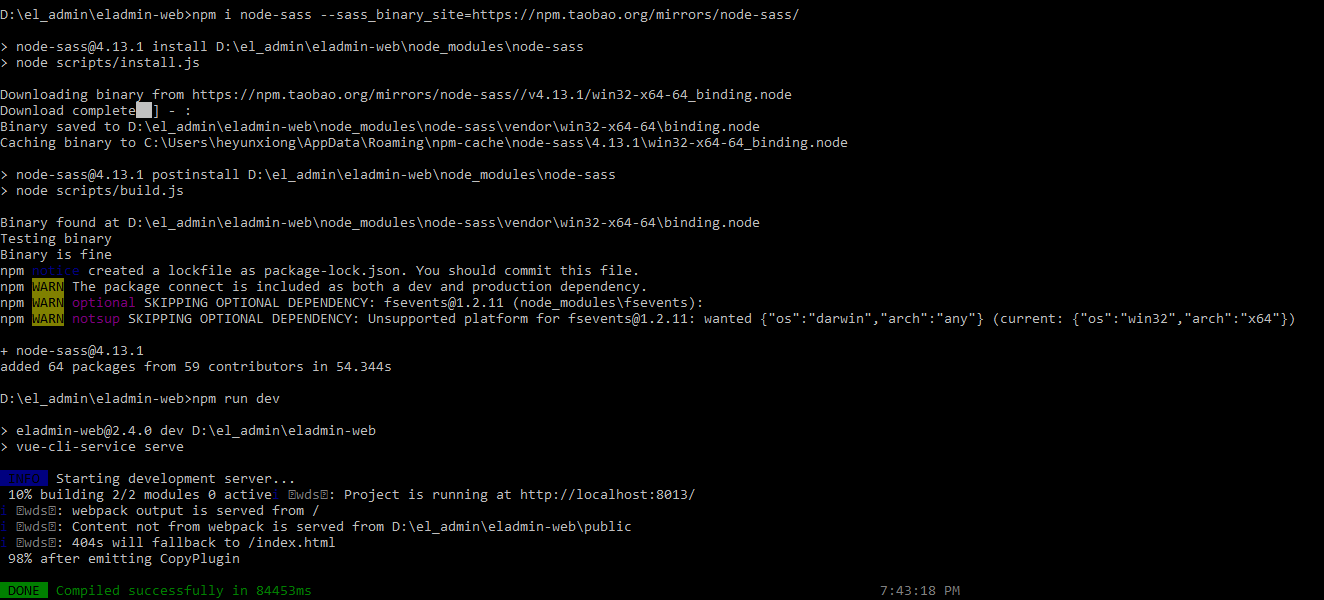 D:\el_admin\eladmin-web>npm i node-sass --sass_binary_site=https://npm.taobao.org/mirrors/node-sass/
> node-sass@4.13.1 install D:\el_admin\eladmin-web\node_modules\node-sass
> node scripts/install.js
Downloading binary from https://npm.taobao.org/mirrors/node-sass//v4.13.1/win32-x64-64_binding.node
Download complete ] - :
Binary saved to D:\el_admin\eladmin-web\node_modules\node-sass\vendor\win32-x64-64\binding.node
Caching binary to C:\Users\heyunxiong\AppData\Roaming\npm-cache\node-sass\4.13.1\win32-x64-64_binding.node
> node-sass@4.13.1 postinstall D:\el_admin\eladmin-web\node_modules\node-sass
> node scripts/build.js
Binary found at D:\el_admin\eladmin-web\node_modules\node-sass\vendor\win32-x64-64\binding.node
Testing binary
Binary is fine
npm notice created a lockfile as package-lock.json. You should commit this file.
npm WARN The package connect is included as both a dev and production dependency.
npm WARN optional SKIPPING OPTIONAL DEPENDENCY: fsevents@1.2.11 (node_modules\fsevents):
npm WARN notsup SKIPPING OPTIONAL DEPENDENCY: Unsupported platform for fsevents@1.2.11: wanted {"os":"darwin","arch":"any"} (current: {"os":"win32","arch":"x64"})
+ node-sass@4.13.1
added 64 packages from 59 contributors in 54.344s
D:\el_admin\eladmin-web>npm run dev
> eladmin-web@2.4.0 dev D:\el_admin\eladmin-web
> vue-cli-service serve
INFO Starting development server...
10% building 2/2 modules 0 activei wds: Project is running at http://localhost:8013/
i wds: webpack output is served from /
i wds: Content not from webpack is served from D:\el_admin\eladmin-web\public
i wds: 404s will fallback to /index.html
98% after emitting CopyPlugin
DONE Compiled successfully in 84453ms 7:43:18 PM